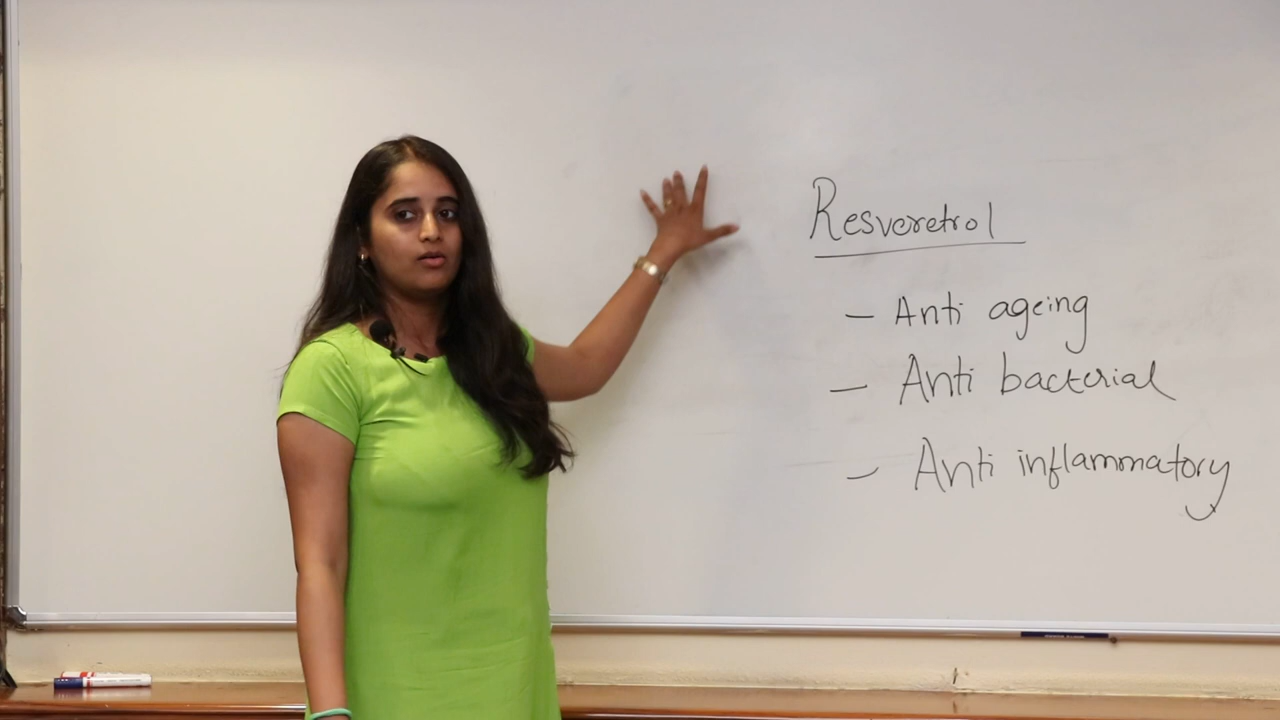 Resveretrol
- Anti ageing
- Anti bacterial
- Anti inflammatory